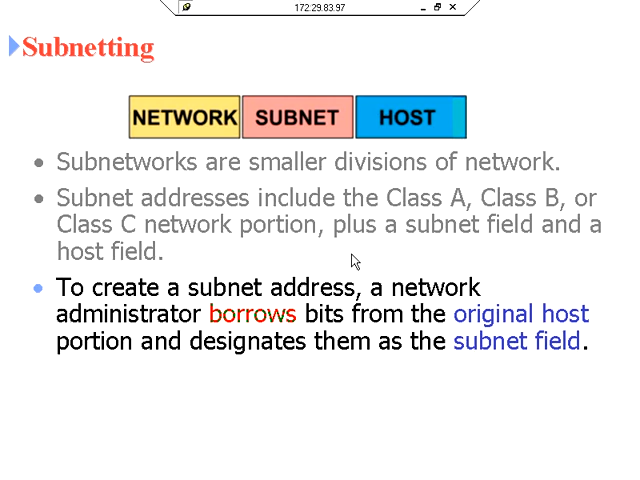 172.29.83.97
Subnetting
NETWORK SUBNET HOST
• Subnetworks are smaller divisions of network.
• Subnet addresses include the Class A, Class B, or
Class C network portion, plus a subnet field and a
host field.
• To create a subnet address, a network
administrator borrows bits from the original host
portion and designates them as the subnet field.